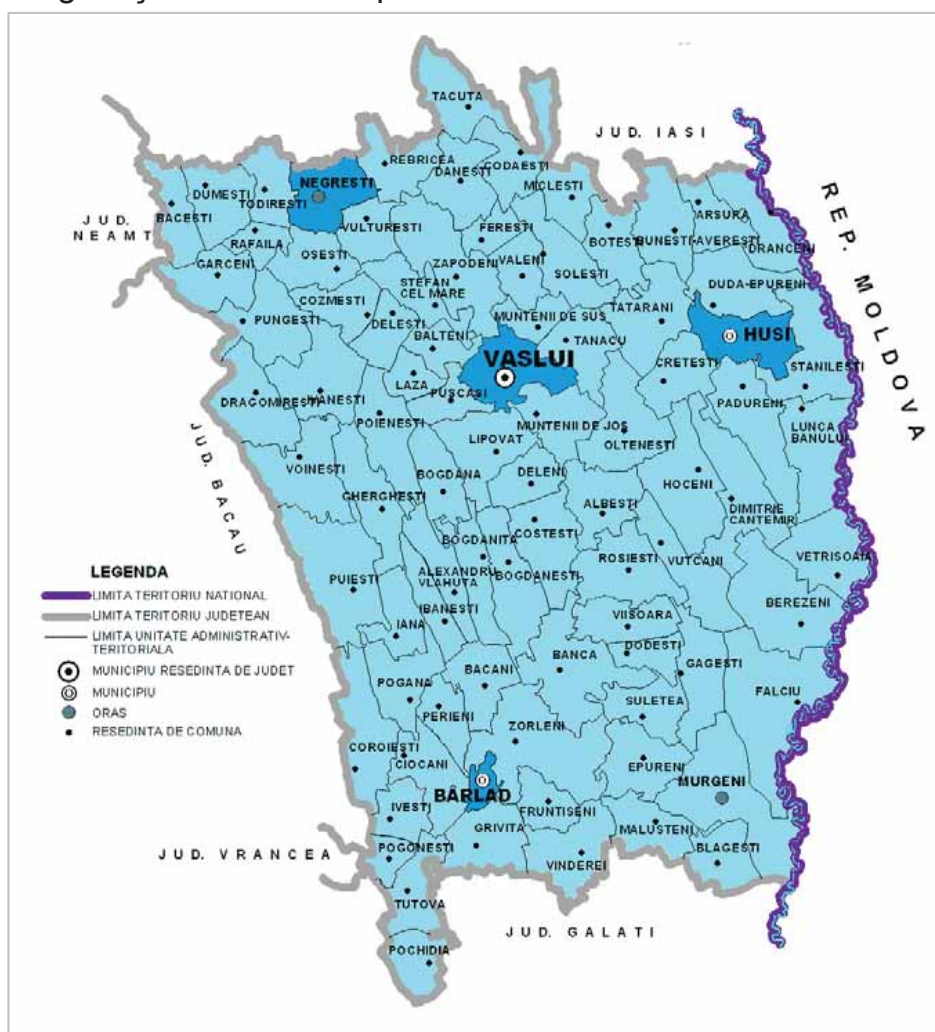 TACUTA
JUD. IASI
REBRICEA
CODAESTI
DANESTI
NEGRESTI
MICLESTI
DUMESTI
TODIRESTI
BACESTI
ARSURA
REP. MOLDOVA
JUD.
NEAMT
VULTURESTI
FERESTI
BOTESTI
BUNESTI-AVERESTI
DRANCENI
RAFAILA
OSESTI
GARCENI
ZAPODENI
VALENI
SOLESTI
STEFAN
CEL MARE
DUDA-EPURENI
COZMESTI
TATARANI
PUNGESTI
DELESTI
MUNTENII DE SUS
BALTENI
TANACU
HUSI
VASLUI
CRETESTI
STANILESTI
LAZA
PUSCASI
PADURENI
DRAGOMIRESTI
IVANESTI
POIENESTI
MUNTENII DE JOS
LUNCA
BANULUI
LIPOVAT
OLTENESTI
JUD. BACAU
VOINESTI
BOGDANA
DELENI
HOCENI
GHERGHESTI
ALBESTI
DIMITRIE
CANTEMIR
COSTESTI
BOGDANITA
ROSIESTI
VUTCANI
VETRISOAIA
ALEXANDRU
VLAHUTA
BOGDANESTI
PUIESTI
IBANESTI
BEREZENI
VIISOARA
IANA
DODESTI
BANCA
GAGESTI
BACANI
POGANA
FALCIU
SULETEA
PERIENI
ZORLENI
COROIESTI
CIOCANI
EPURENI
MURGENI
BÂRLAD
IVESTI
FRUNTISENI
GRIVITA
MALUSTENI
POGONESTI
BLAGESTI
JUD. VRANCEA
VINDEREI
TUTOVA
JUD. GALATI
POCHIDIA
LEGENDA
LIMITA TERITORIU NATIONAL
LIMITA TERITORIU JUDETEAN
LIMITA UNITATE ADMINISTRATIV-
TERITORIALA
MUNICIPIU RESEDINTA DE JUDET
MUNICIPIU
ORAS
RESEDINTA DE COMUNA